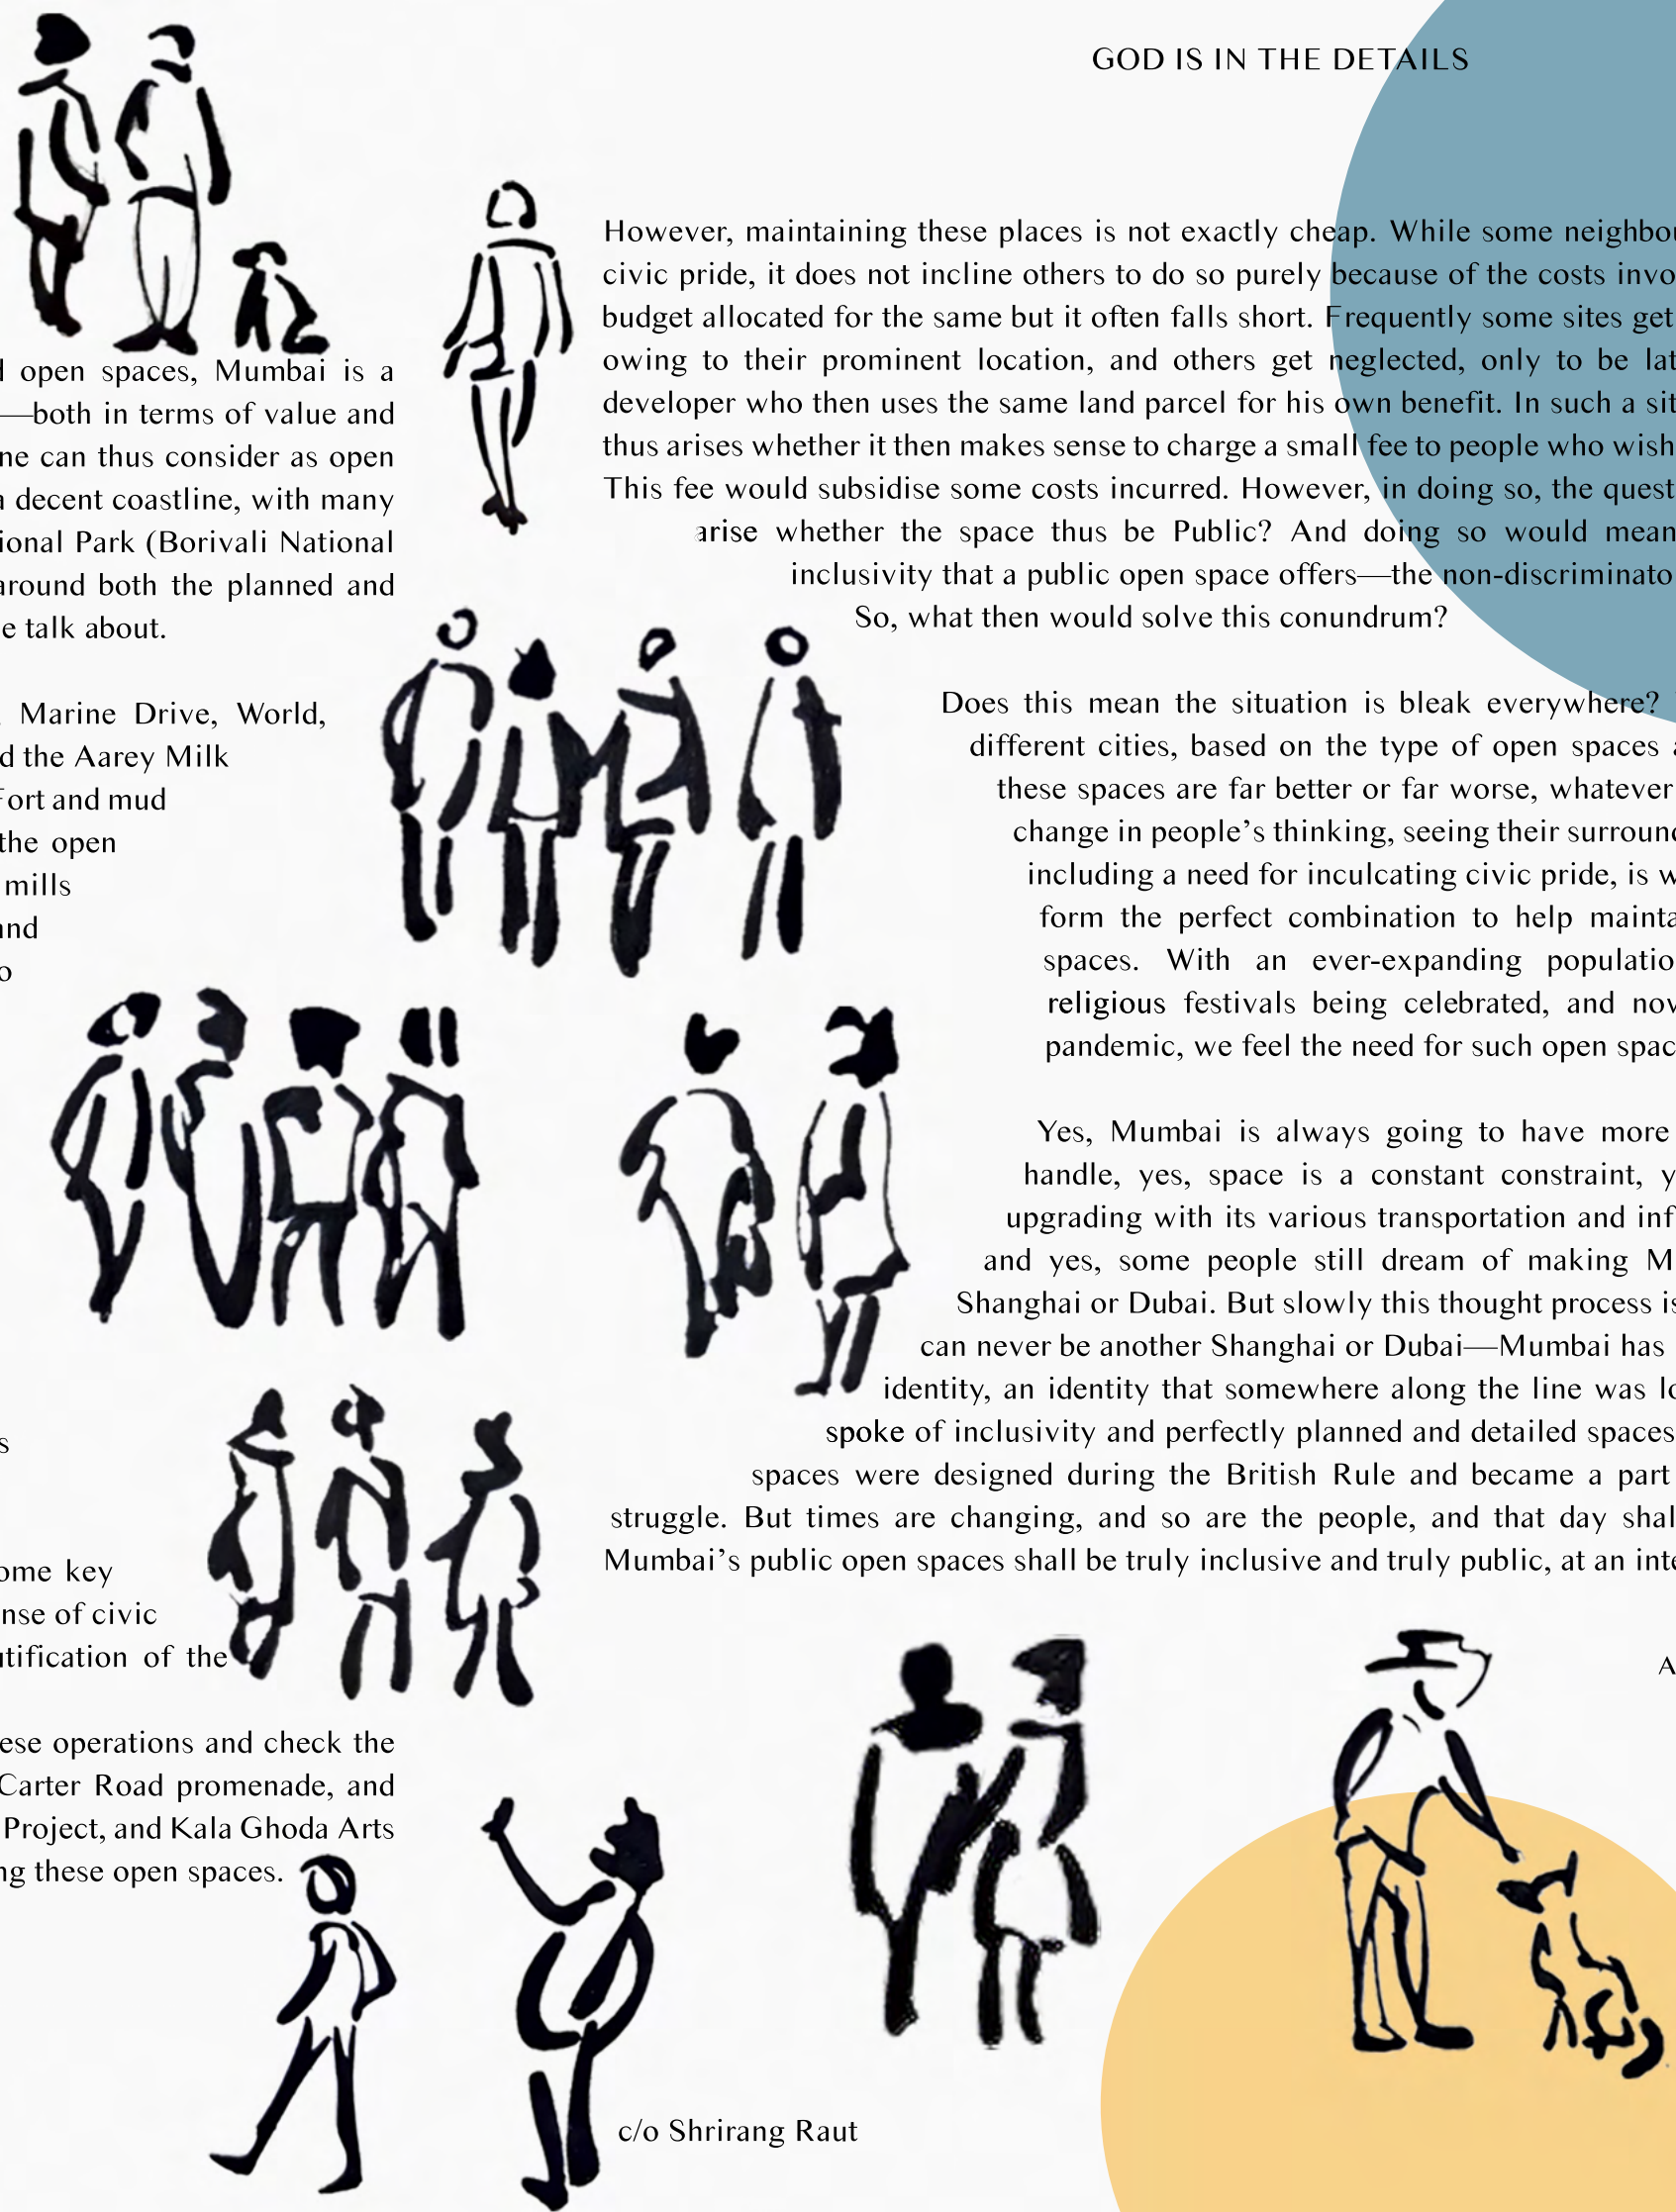 GOD IS IN THE DETAILS
d open spaces, Mumbai is a
—both in terms of value and
ne can thus consider as open
a decent coastline, with many
ional Park (Borivali National
around both the planned and
e talk about.
, Marine Drive, World,
d the Aarey Milk
Fort and mud
the open
mills
and
o
s
ome key
nse of civic
utification of the
ese operations and check the
Carter Road promenade, and
Project, and Kala Ghoda Arts
ng these open spaces.
However, maintaining these places is not exactly cheap. While some neighbou
civic pride, it does not incline others to do so purely because of the costs invo
budget allocated for the same but it often falls short. Frequently some sites get
owing to their prominent location, and others get neglected, only to be lat
developer who then uses the same land parcel for his own benefit. In such a sit
thus arises whether it then makes sense to charge a small fee to people who wish
This fee would subsidise some costs incurred. However, in doing so, the quest
arise whether the space thus be Public? And doing so would mean
inclusivity that a public open space offers—the non-discriminato
So, what then would solve this conundrum?
Does this mean the situation is bleak everywhere?
different cities, based on the type of open spaces a
these spaces are far better or far worse, whatever
change in people’s thinking, seeing their surround
including a need for inculcating civic pride, is w
form the perfect combination to help mainta
spaces. With an ever-expanding populatio
religious festivals being celebrated, and nov
pandemic, we feel the need for such open spac
Yes, Mumbai is always going to have more
handle, yes, space is a constant constraint, y
upgrading with its various transportation and inf
and yes, some people still dream of making M
Shanghai or Dubai. But slowly this thought process is
can never be another Shanghai or Dubai—Mumbai has
identity, an identity that somewhere along the line was lo
spoke of inclusivity and perfectly planned and detailed spaces
spaces were designed during the British Rule and became a part
struggle. But times are changing, and so are the people, and that day shal
Mumbai’s public open spaces shall be truly inclusive and truly public, at an inte
A
c/o Shrirang Raut